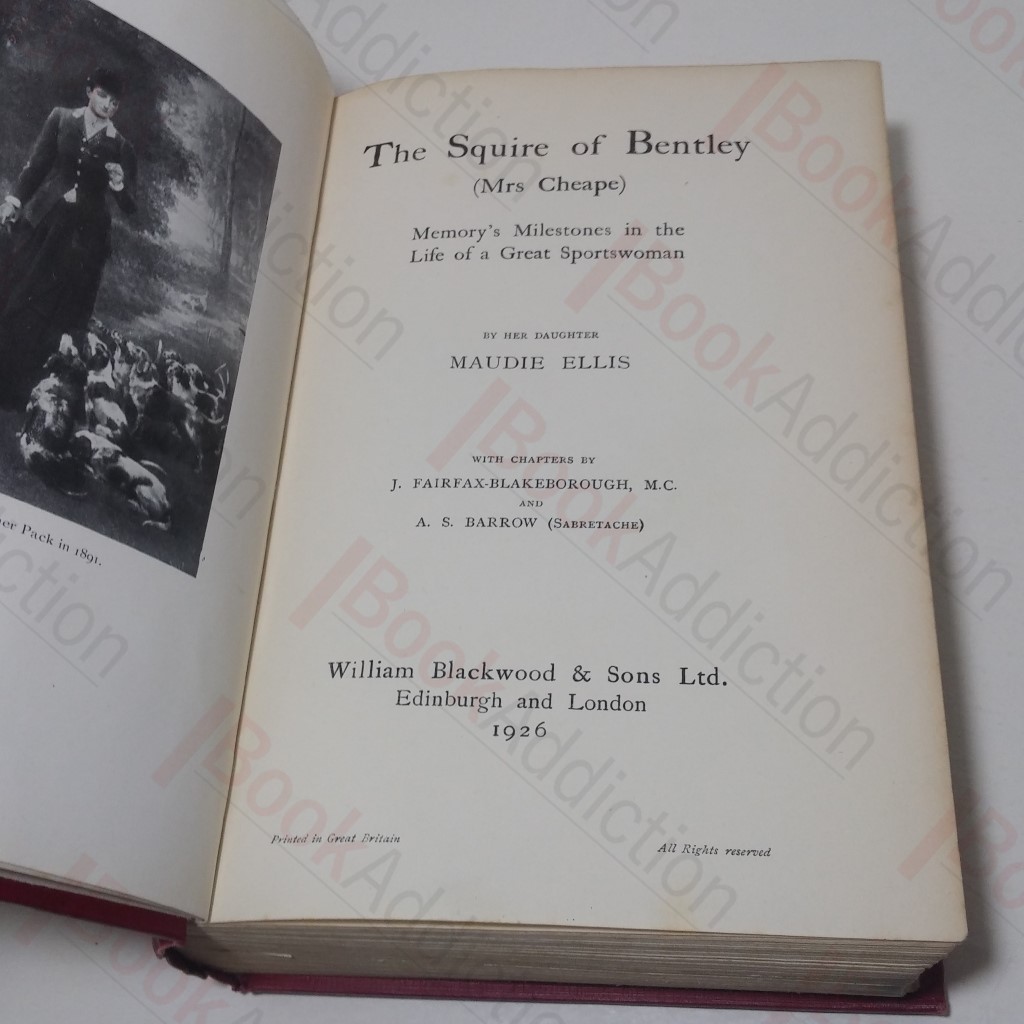 The Squire of Bentley
(Mrs Cheape)
Memory's Milestones in the
Life of a Great Sportswoman
BY HER DAUGHTER
MAUDIE ELLIS
WITH CHAPTERS BY
J. FAIRFAX-BLAKEBOROUGH, M.C.
AND
A. S. BARROW (SABRETACHE)
William Blackwood & Sons Ltd.
Edinburgh and London
1926
Printed in Great Britain
All Rights reserved
Pack in 1891.
BookAddiction